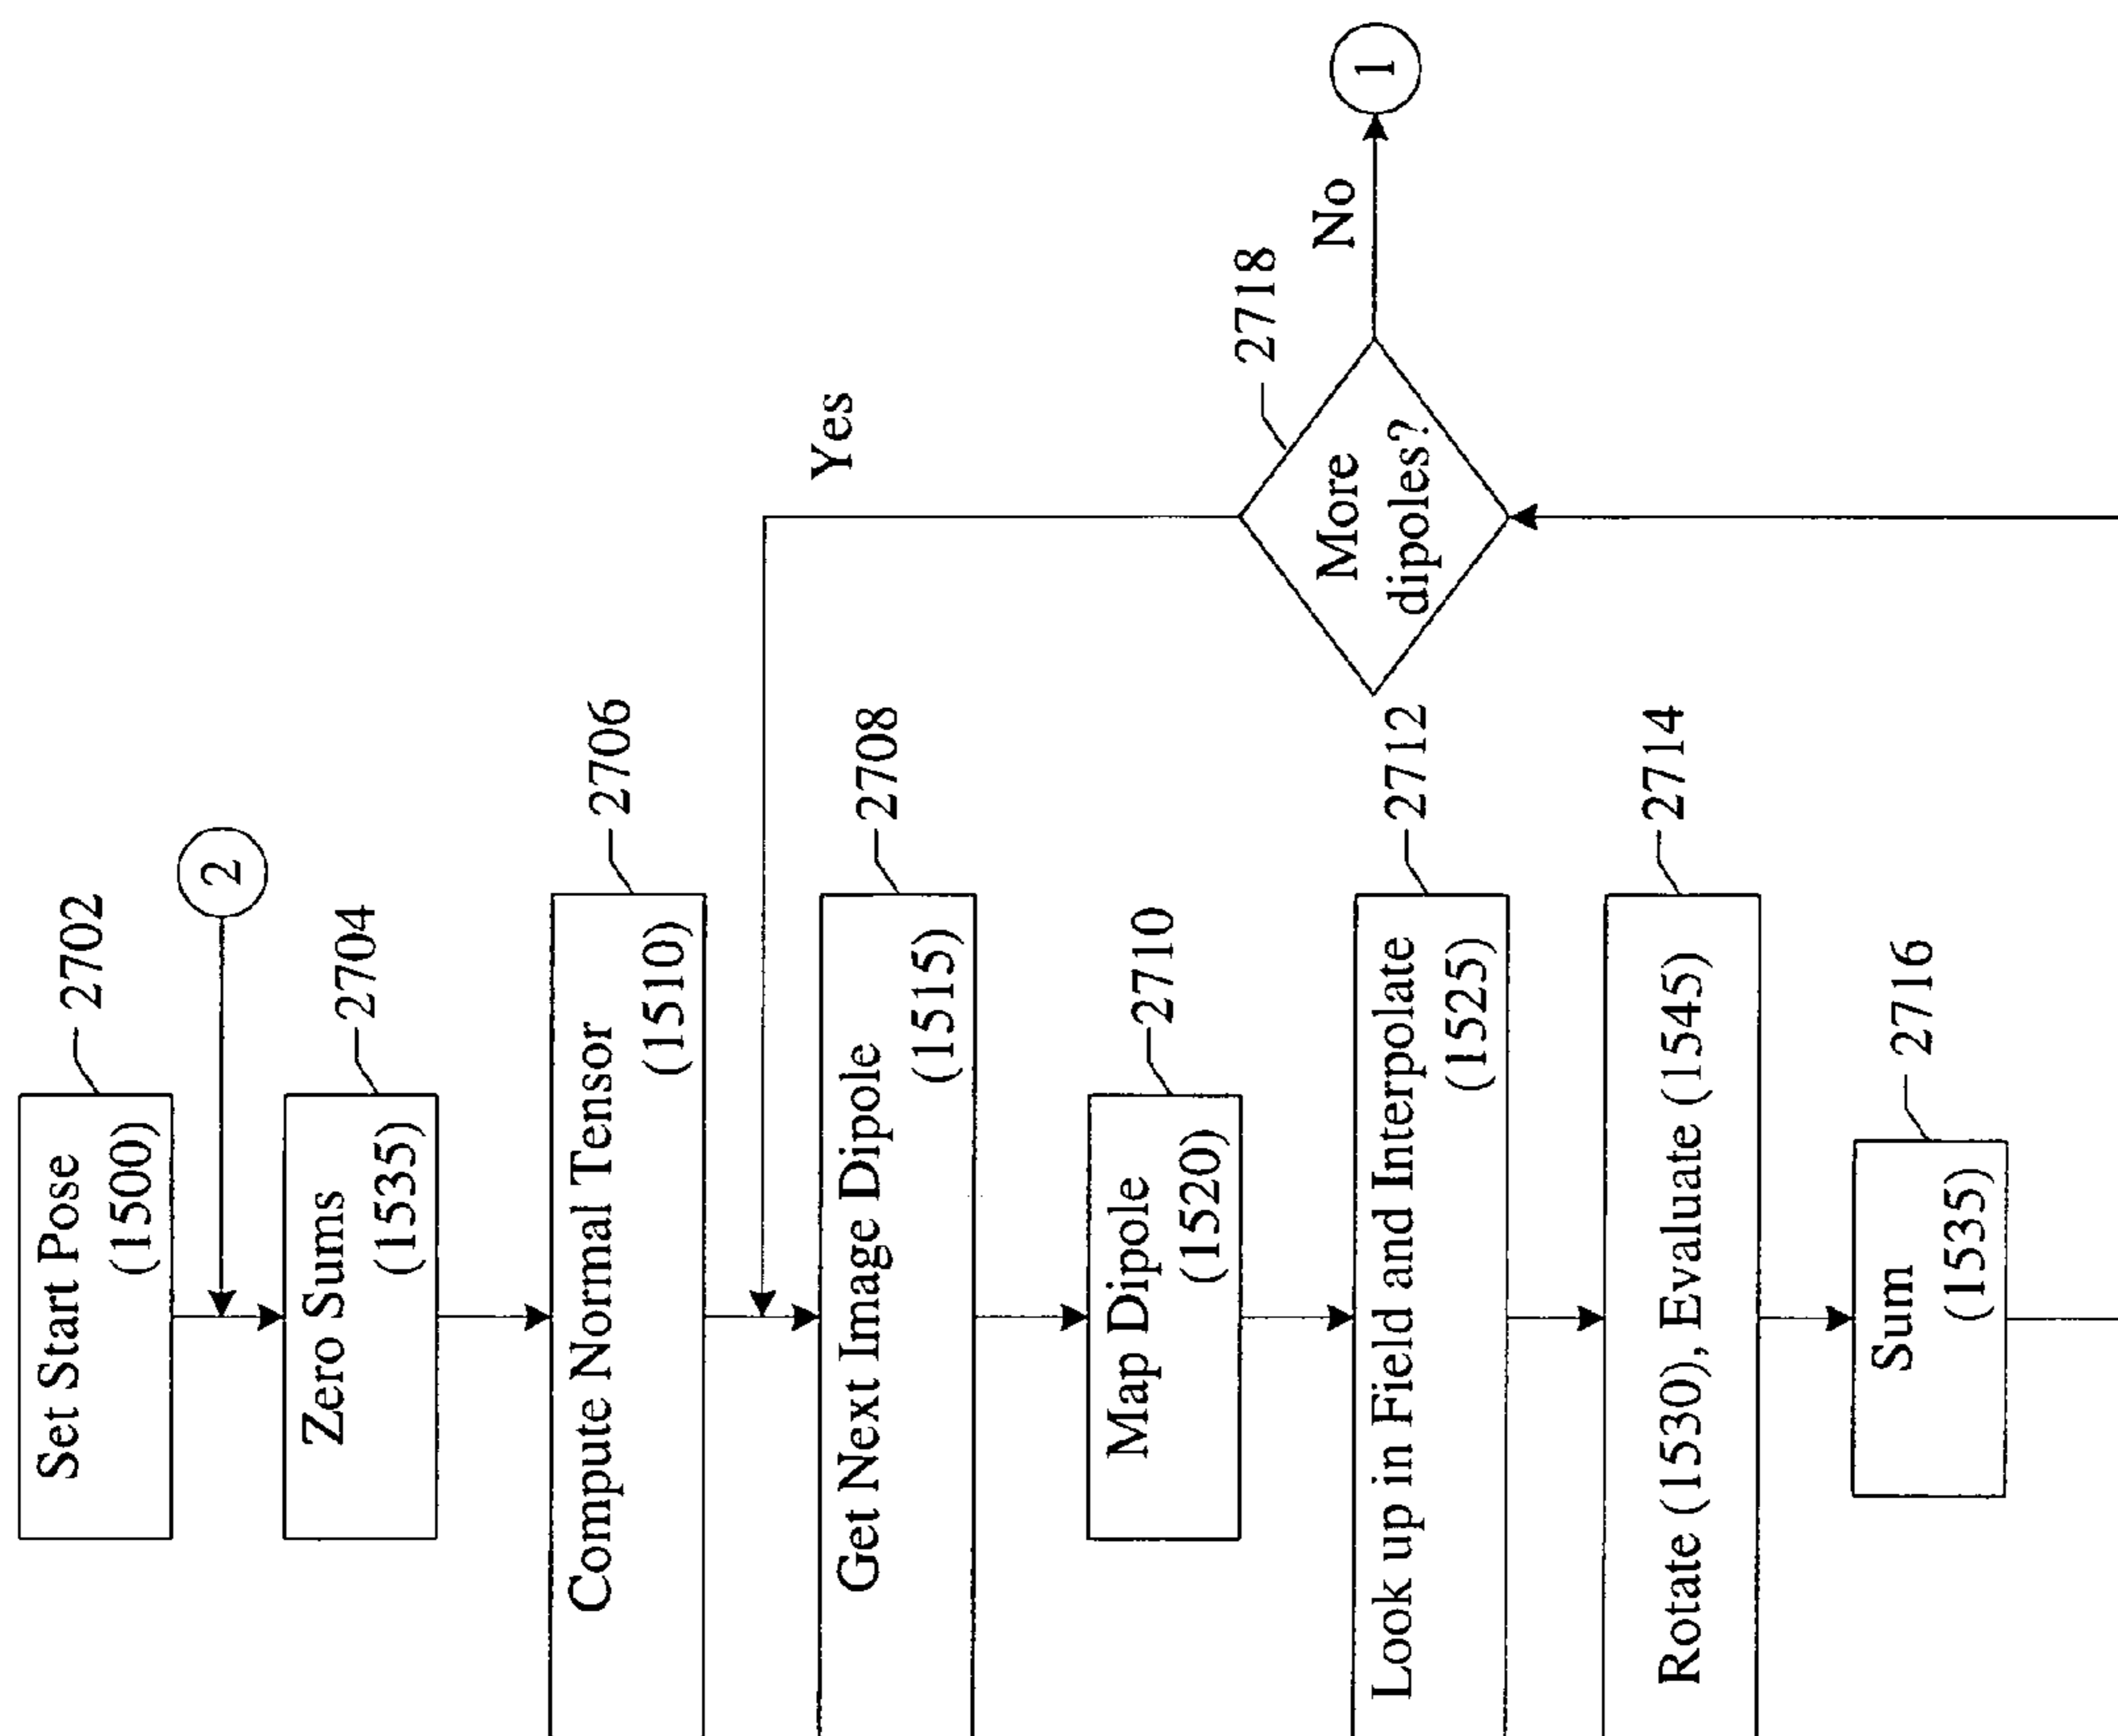 Set Start Pose
(1500)
2702
2
Zero Sums
(1535)
2704
Compute Normal Tensor
(1510)
2706
Yes
Get Next Image Dipole
(1515)
2708
Map Dipole
(1520)
2710
Look up in Field and Interpolate
(1525)
2712
Rotate (1530), Evaluate (1545)
2714
Sum
(1535)
2716
More
dipoles?
2718
No
1